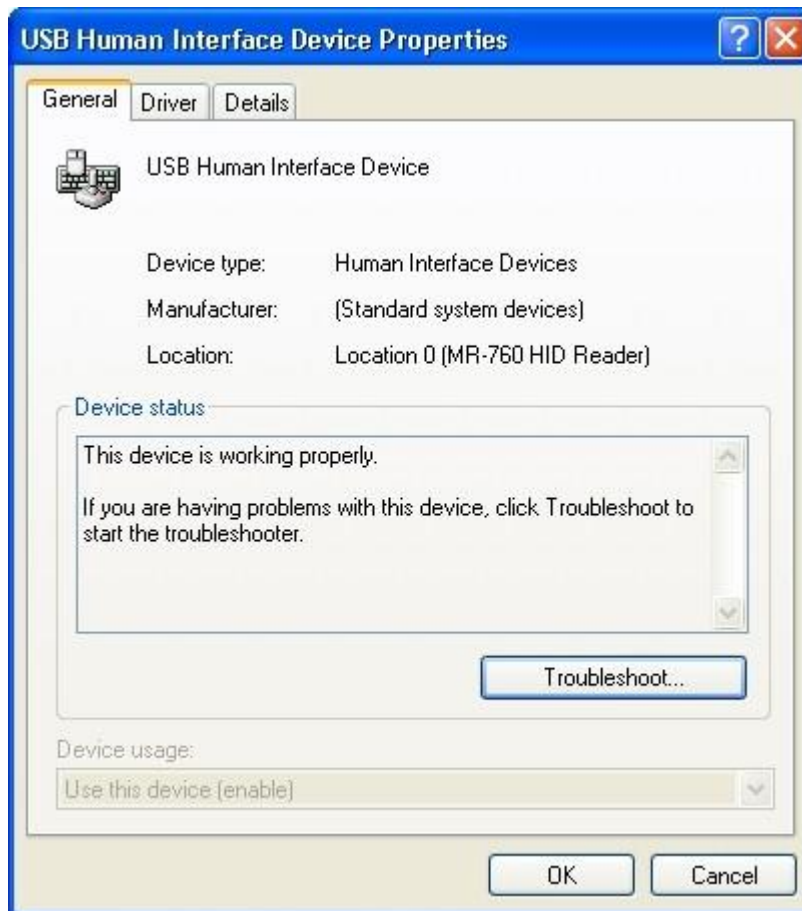 USB Human Interface Device Properties
General Driver Details
USB Human Interface Device
Device type: Human Interface Devices
Manufacturer: (Standard system devices)
Location: Location 0 (MR-760 HID Reader)
Device status
This device is working properly.
If you are having problems with this device, click Troubleshoot to
start the troubleshooter.
Troubleshoot...
Device usage:
Use this device (enable)
OK Cancel